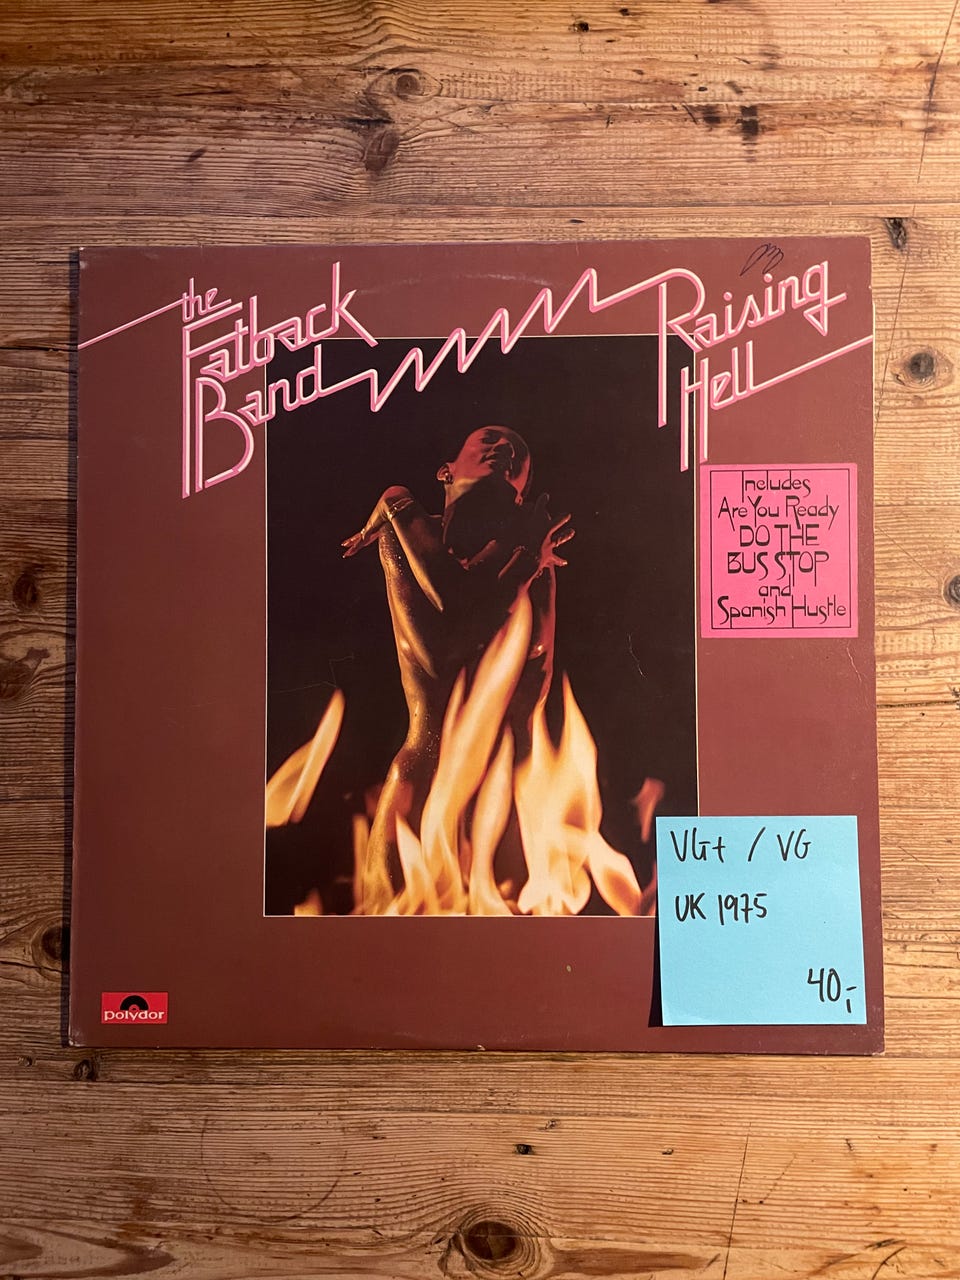 the
Fatback
Band
Raising
Hell
Includes
Are You Ready
DO THE
BUS STOP
and
Spanish Hustle
VG+ / VG
UK 1975
40,-
polydor